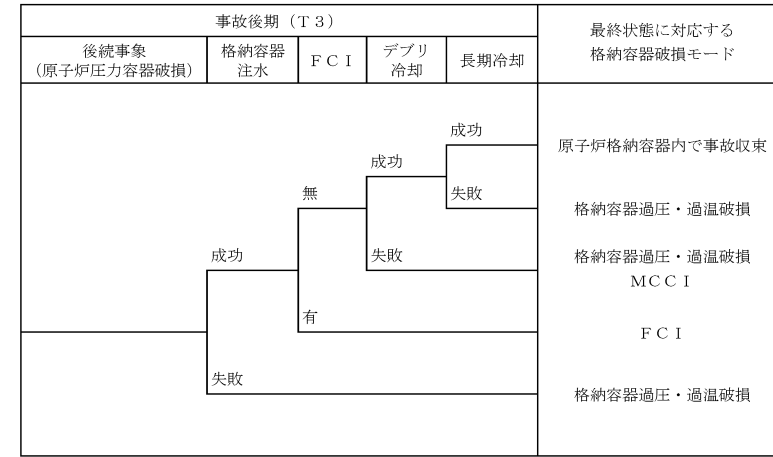 事故後期（Ｔ３）
最終状態に対応する
格納容器破損モード
後続事象
（原子炉圧力容器破損）
格納容器
注水
ＦＣＩ
デブリ
冷却
長期冷却
成功
原子炉格納容器内で事故収束
成功
失敗
格納容器過圧・過温破損
無
成功
失敗
格納容器過圧・過温破損
ＭＣＣＩ
有
ＦＣＩ
失敗
格納容器過圧・過温破損